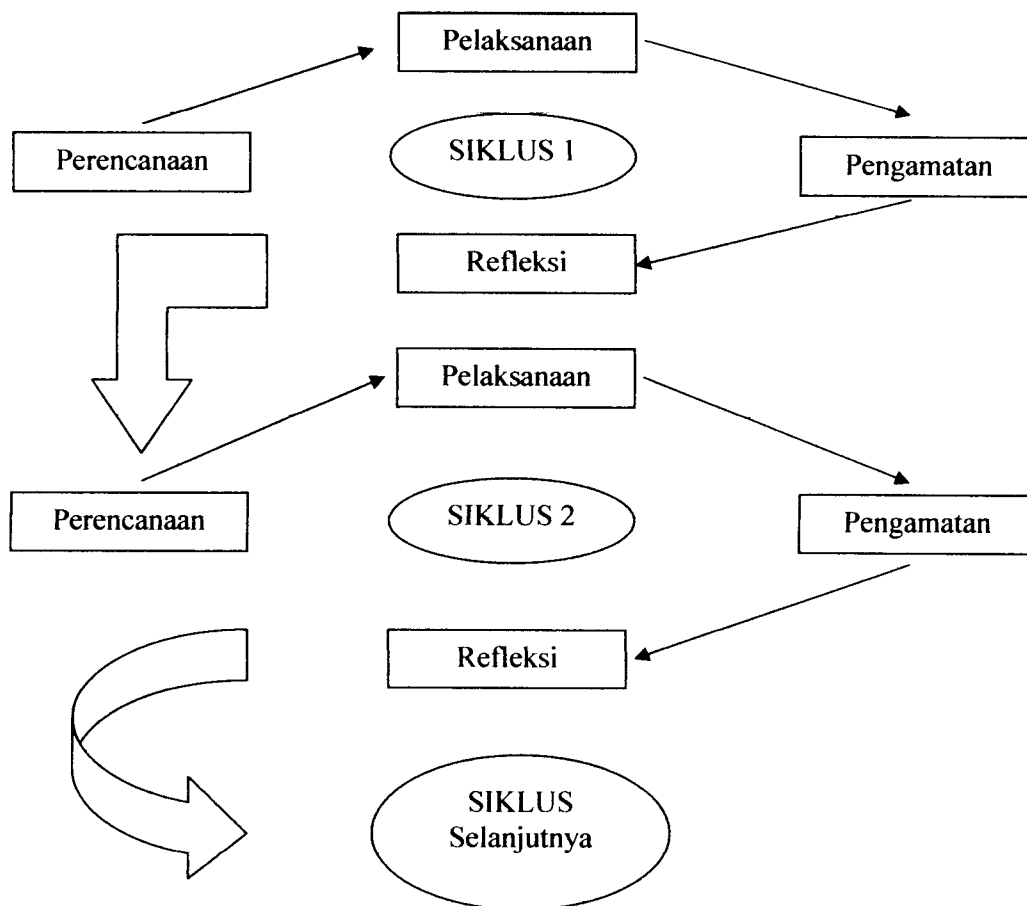 Pelaksanaan
Perencanaan
SIKLUS 1
Pengamatan
Refleksi
Pelaksanaan
Perencanaan
SIKLUS 2
Pengamatan
Refleksi
SIKLUS
Selanjutnya